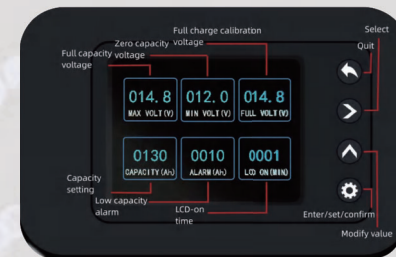 Full charge calibration
voltage
Select
Zero capacity
voltage
Quit
Full capacity
voltage
014.8
MAX VOLT(V)
012.0
MIN VOLT(V)
014.8
FULL VOLT(V)
0130
CAPACITY(Ah)
0010
ALARM(Ah)
0001
LCD ON(MIN)
Capacity
setting
Low capacity
alarm
LCD-on
time
Enter/set/confirm
Modify value